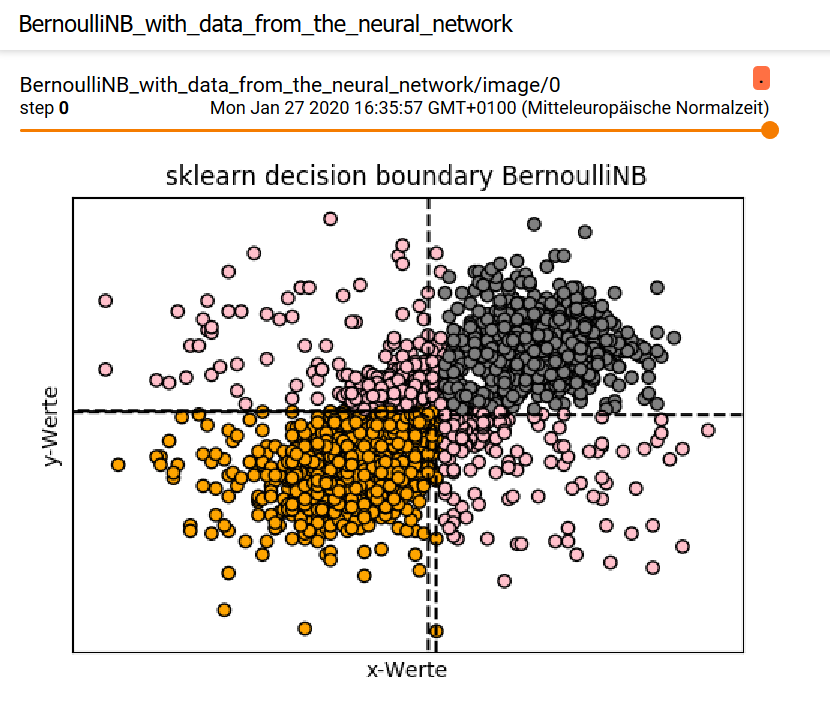 BernoulliNB_with_data_from_the_neural_network
BernoulliNB_with_data_from_the_neural_network/image/0
.
step 0 Mon Jan 27 2020 16:35:57 GMT+0100 (Mitteleuropäische Normalzeit)
sklearn decision boundary BernoulliNB
y-Werte
x-Werte